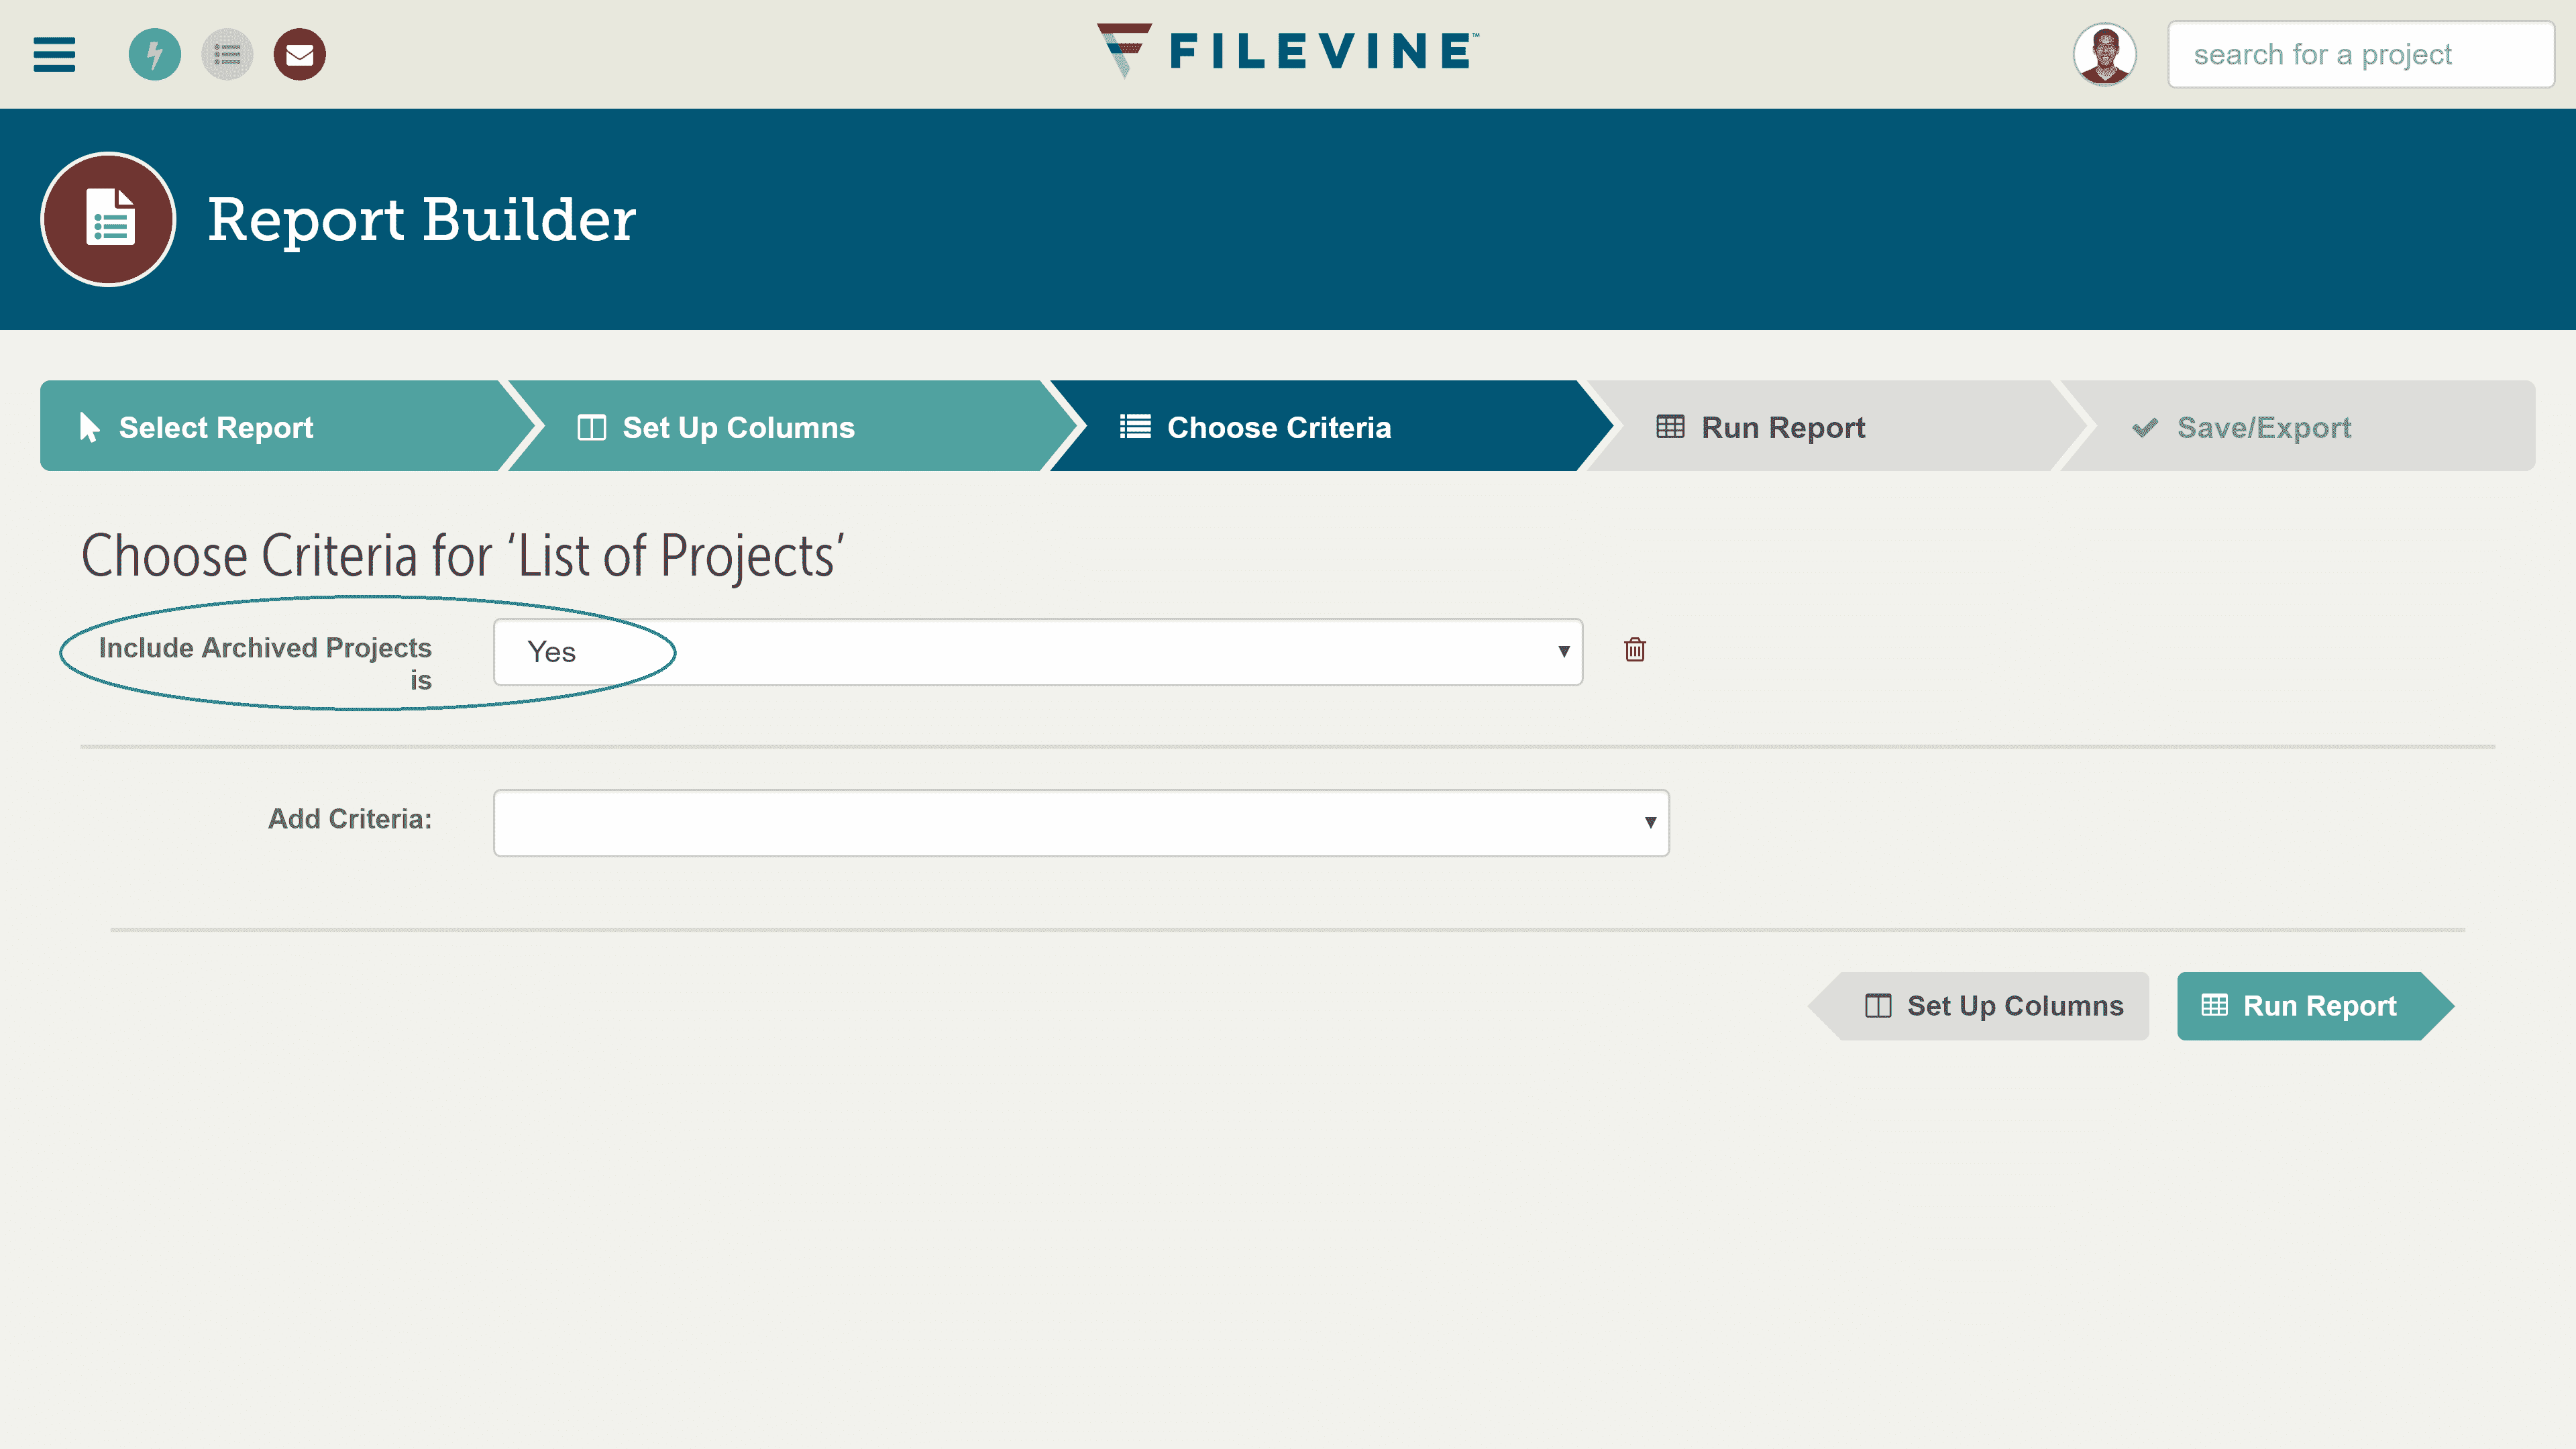 FILEVINE™
search for a project
Report Builder
Select Report
Set Up Columns
Choose Criteria
Run Report
Save/Export
Choose Criteria for ‘List of Projects’
Include Archived Projects
is
Yes
Add Criteria:
Set Up Columns
Run Report